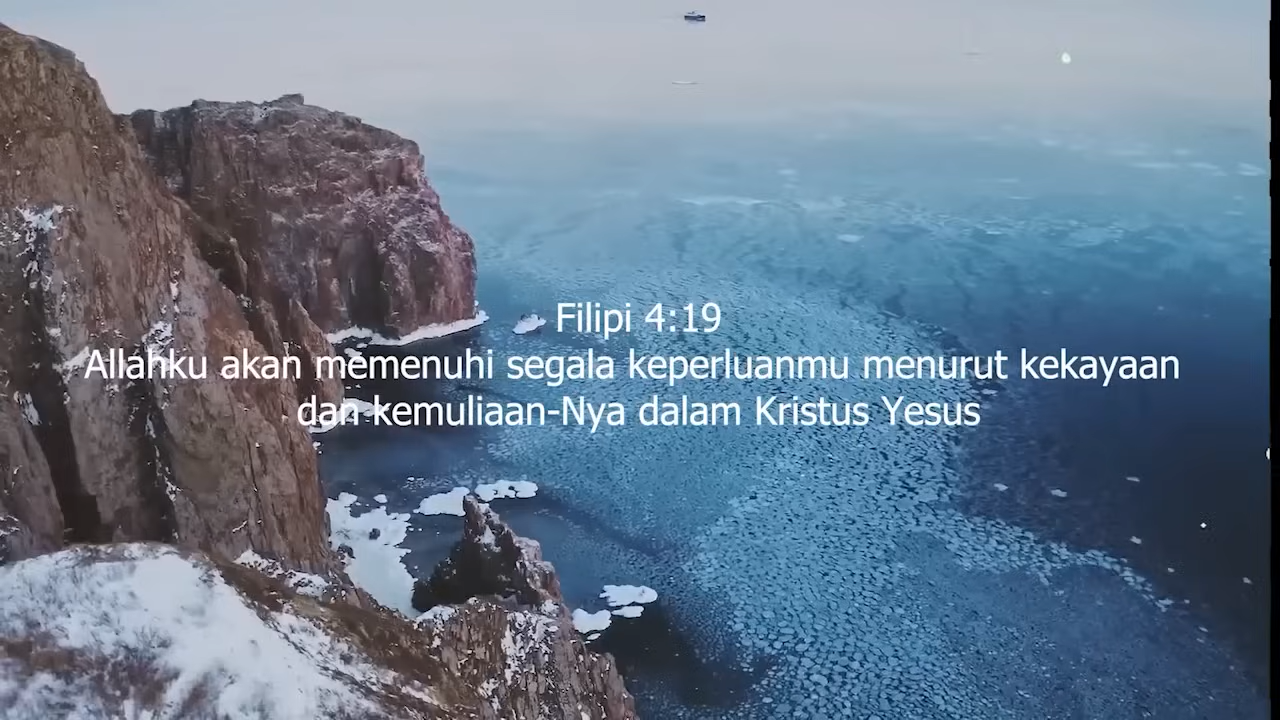 Filipi 4:19
Allahku akan memenuhi segala keperluanmu menurut kekayaan
dan kemuliaan-Nya dalam Kristus Yesus